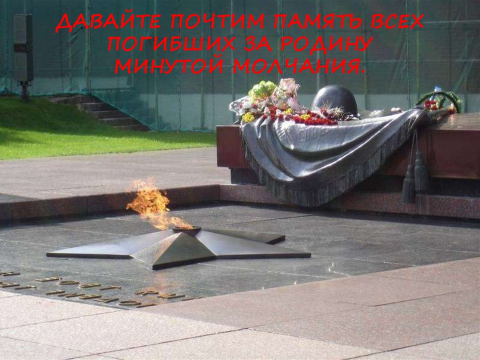 ДАВАЙТЕ ПОЧТИМ ПАМЯТЬ ВСЕХ
ПОГИБШИХ ЗА РОДИНУ
МИНУТОЙ МОЛЧАНИЯ.